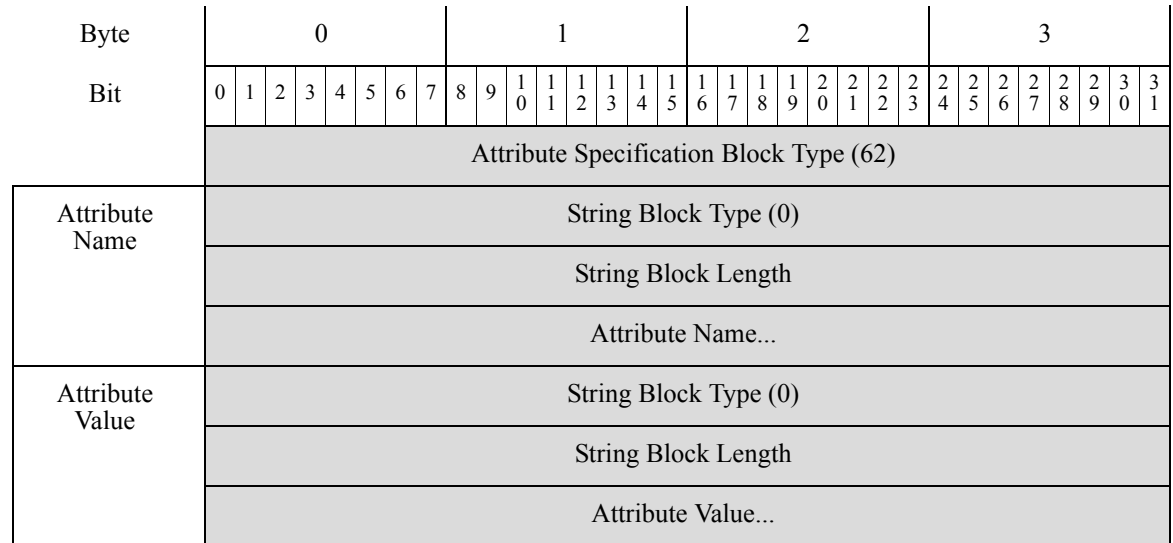 Byte 0 1 2 3
Bit 0 1 2 3 4 5 6 7 8 9 10 11 12 13 14 15 16 17 18 19 20 21 22 23 24 25 26 27 28 29 30 31
Attribute Specification Block Type (62)
Attribute
Name
String Block Type (0)
String Block Length
Attribute Name...
Attribute
Value
String Block Type (0)
String Block Length
Attribute Value...